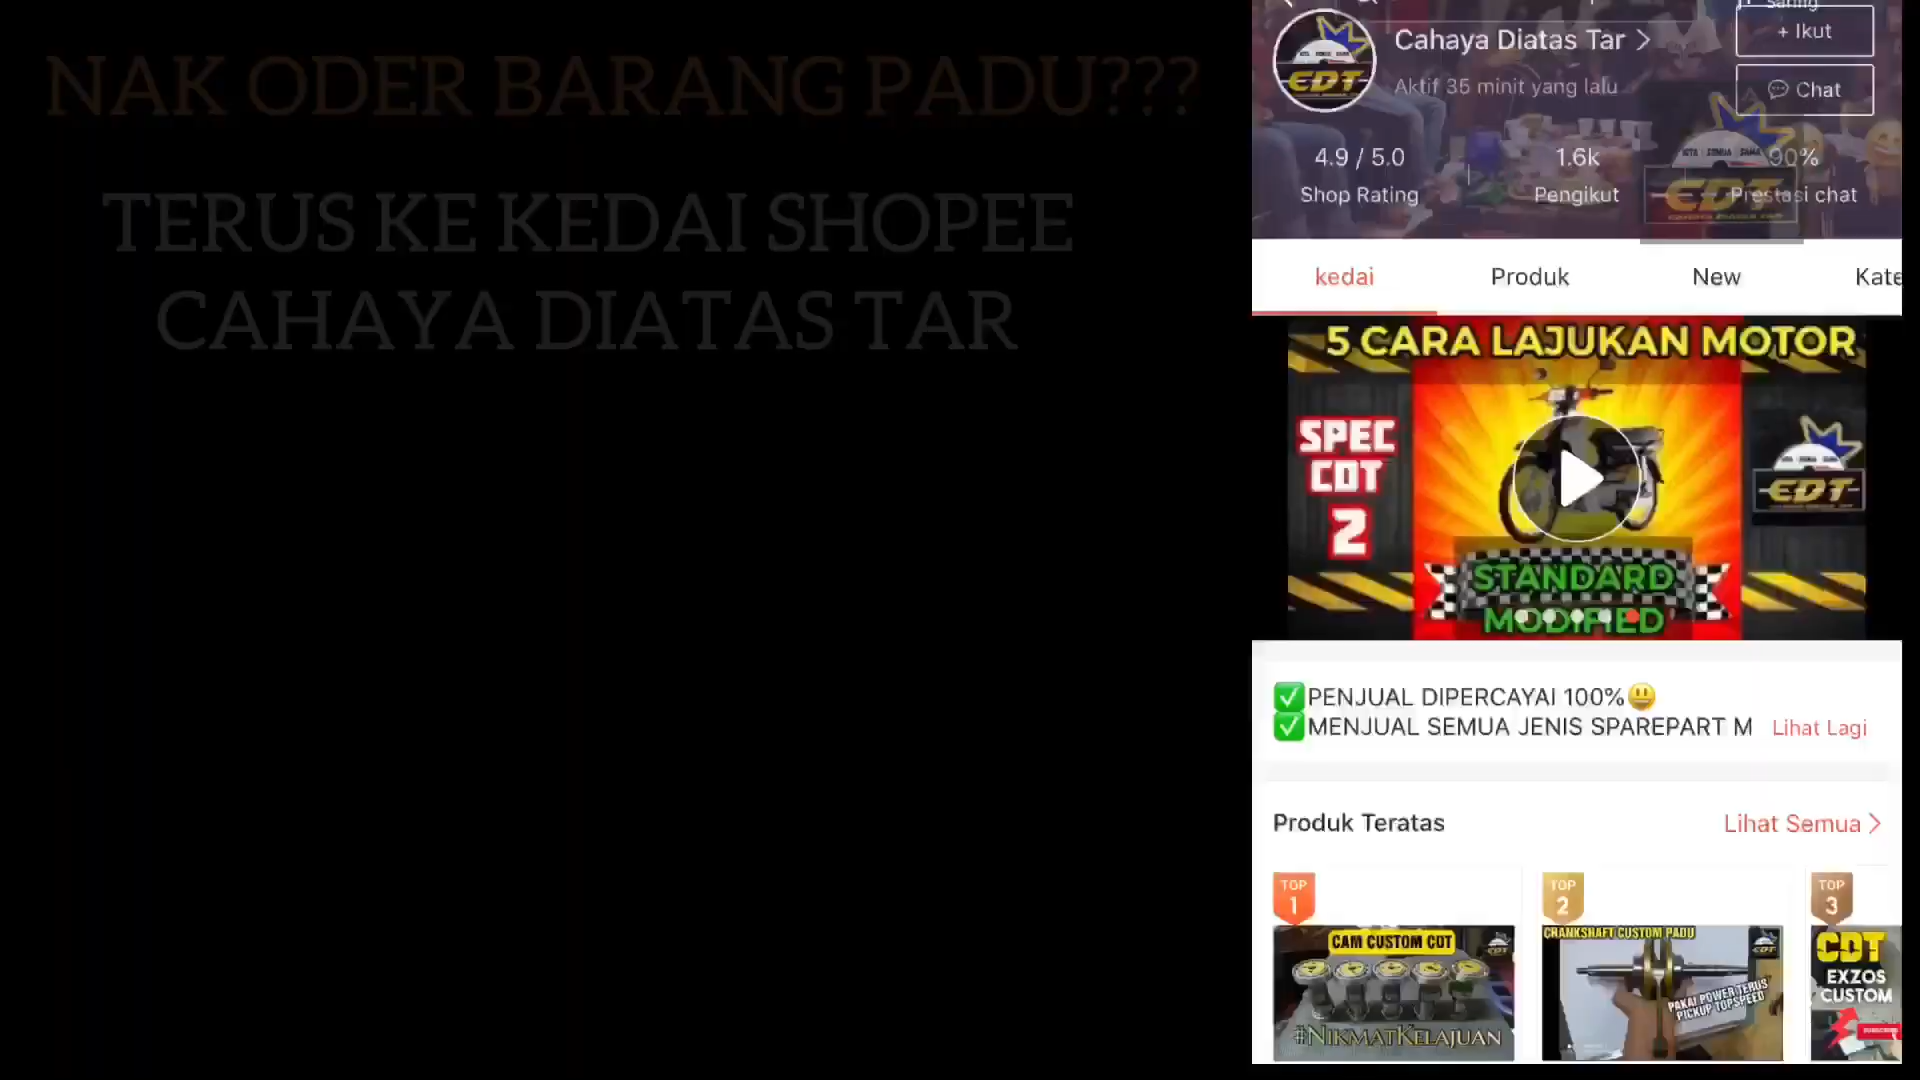 NAK ODER BARANG PADU???
TERUS KE KEDAI SHOPEE
CAHAYA DIATAS TAR
Cahaya Diatas Tar
+ Ikut
Aktif 35 minit yang lalu
Chat
4.9 / 5.0
1.6k
90%
Shop Rating
Pengikut
Prestasi chat
KITA SEMUA SAMA
CDT
kedai
Produk
New
Kate
5 CARA LAJUKAN MOTOR
SPEC
CDT
2
CDT
STANDARD
MODIFIED
✅PENJUAL DIPERCAYAI 100%😃
✅MENJUAL SEMUA JENIS SPAREPART M
Lihat Lagi
Produk Teratas
Lihat Semua
TOP
1
TOP
2
TOP
3
CAM CUSTOM CDT
#NIKMATKELAJUAN
CRANKSHAFT CUSTOM PADU
PAKAI POWER TERUS
PICKUP TOPSPEED
CDT
EXZOS
CUSTOM